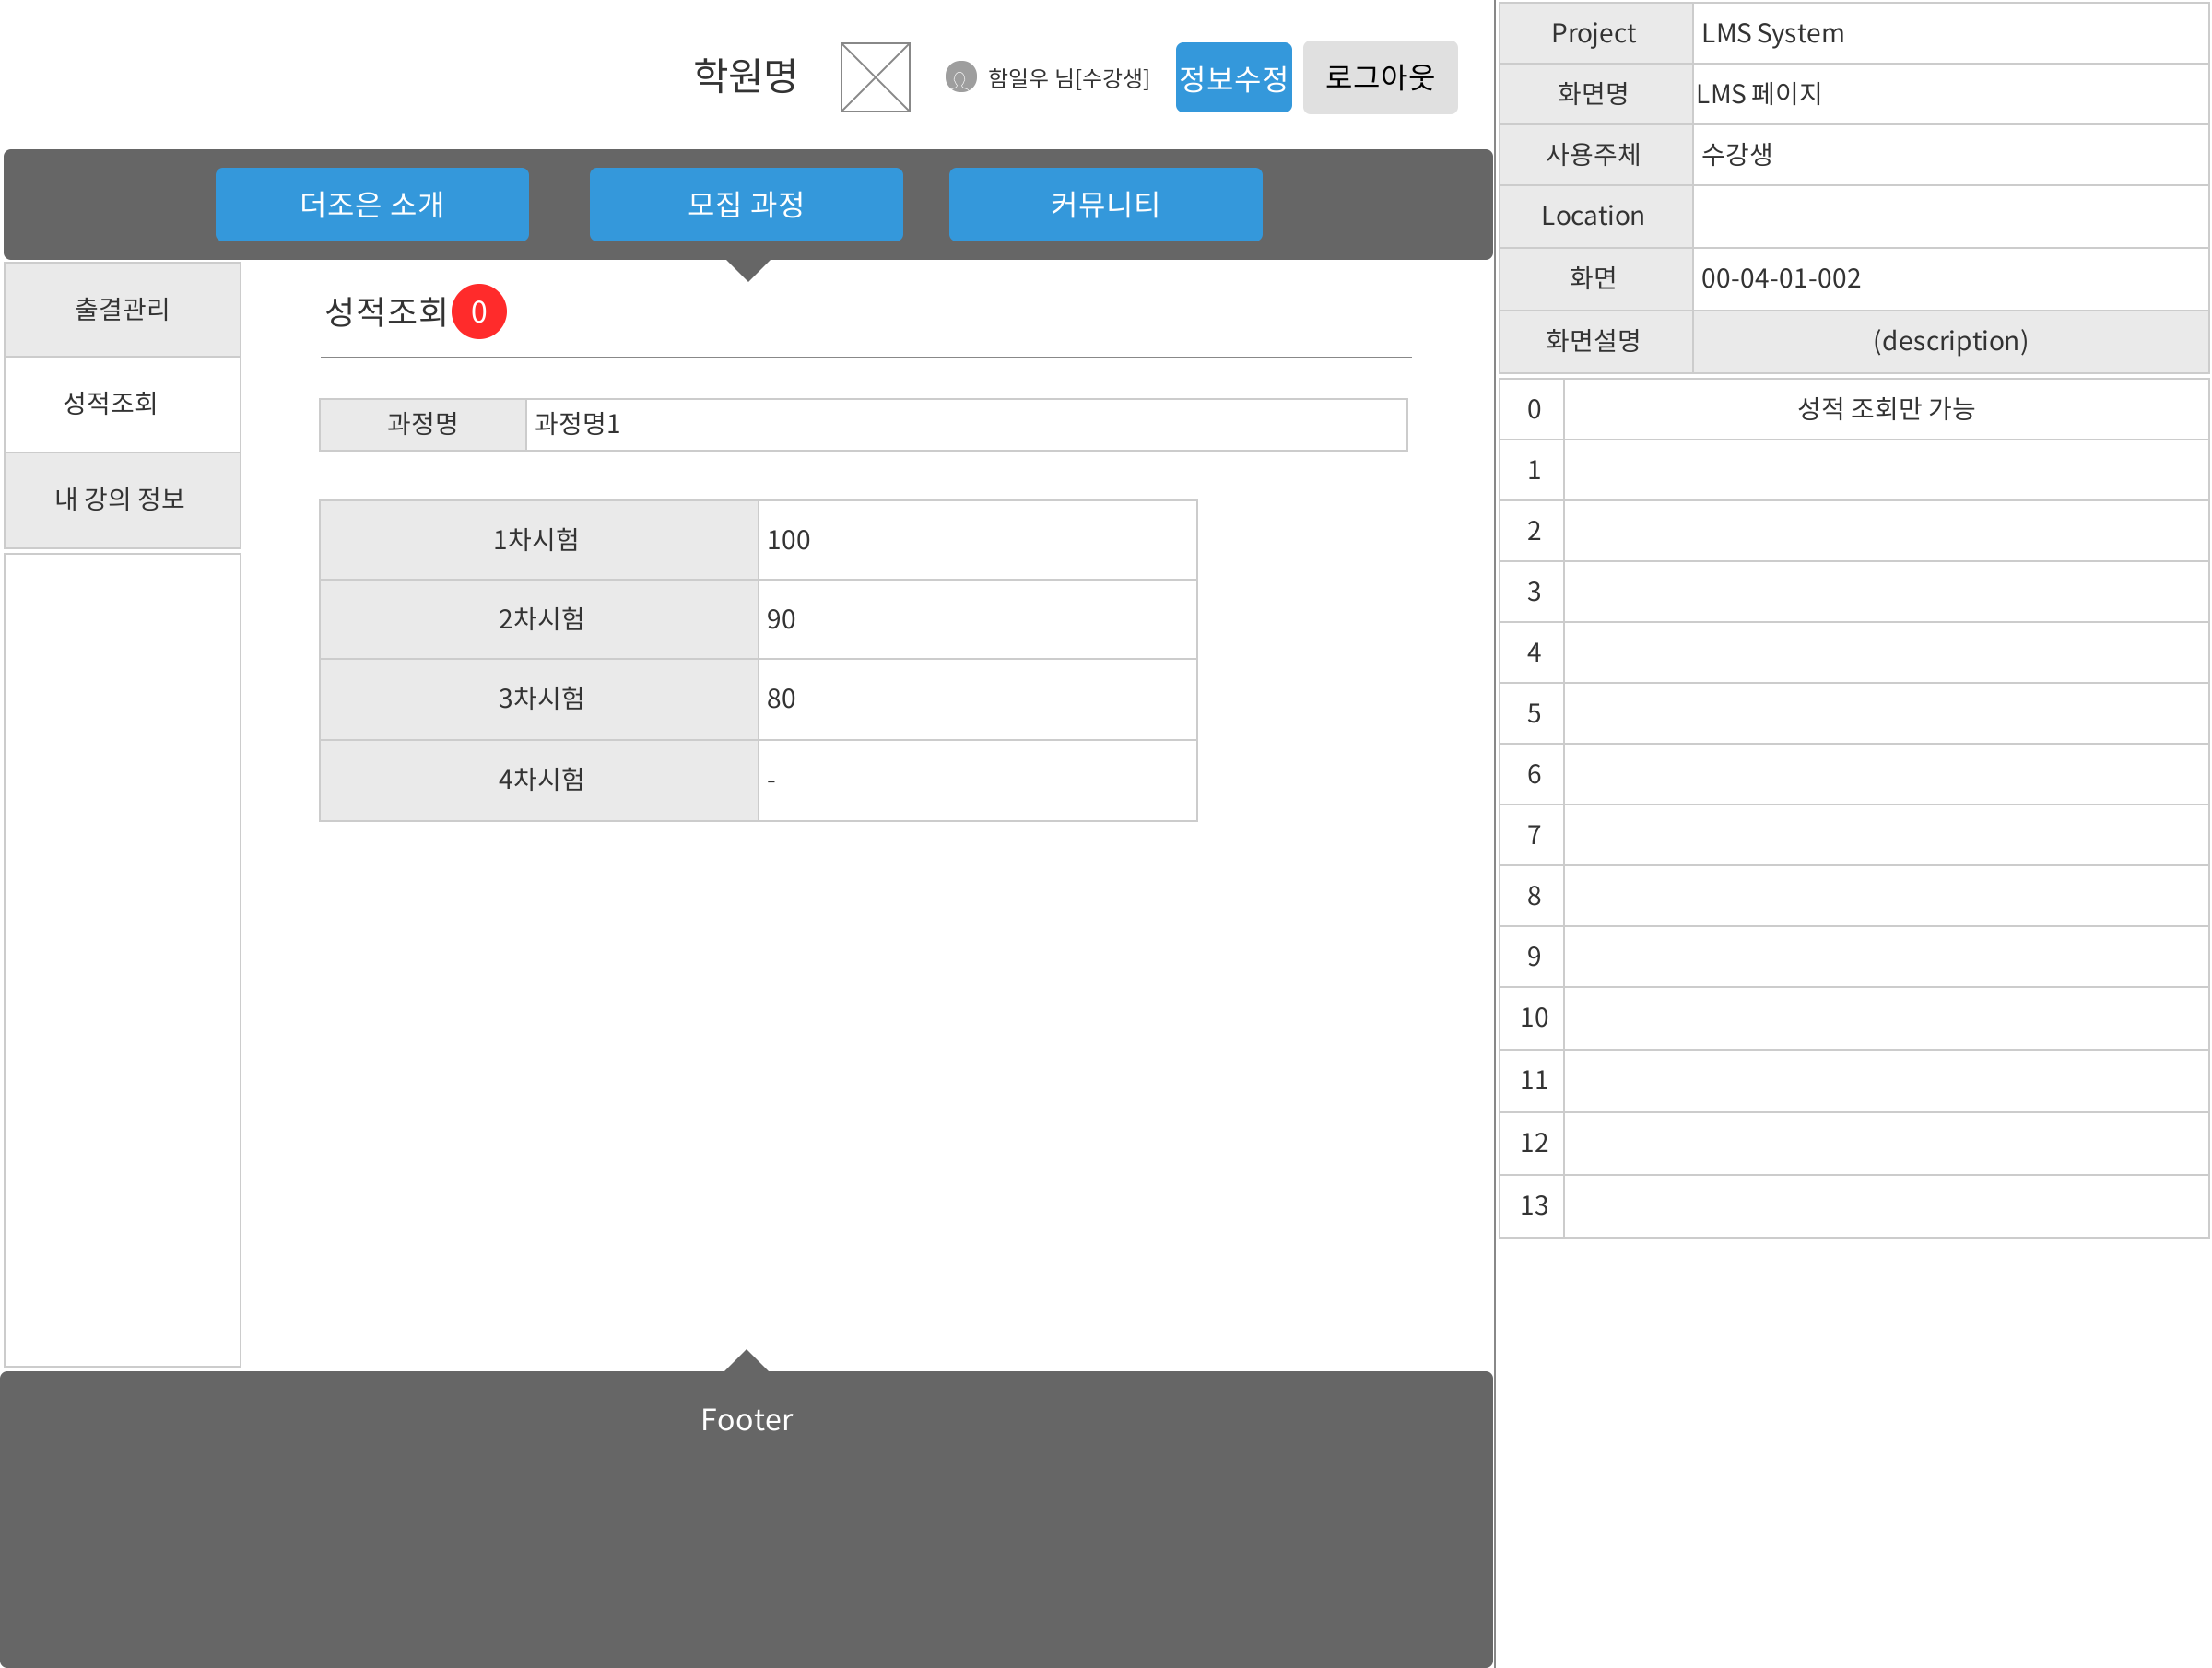 학원명
함일우 님[수강생]
정보수정
로그아웃
더조은 소개
모집 과정
커뮤니티
출결관리
성적조회
내 강의 정보
성적조회 0
과정명 과정명1
1차시험 100
2차시험 90
3차시험 80
4차시험 -
Footer
Project LMS System
화면명 LMS 페이지
사용주체 수강생
Location
화면 00-04-01-002
화면설명 (description)
0 성적 조회만 가능
1
2
3
4
5
6
7
8
9
10
11
12
13